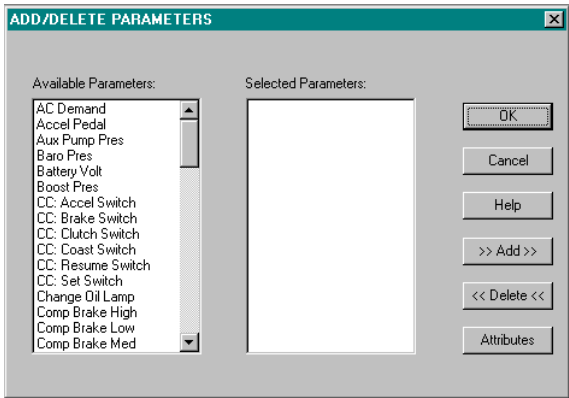 ADD/DELETE PARAMETERS
Available Parameters:
AC Demand
Accel Pedal
Aux Pump Pres
Baro Pres
Battery Volt
Boost Pres
CC: Accel Switch
CC: Brake Switch
CC: Clutch Switch
CC: Coast Switch
CC: Resume Switch
CC: Set Switch
Change Oil Lamp
Comp Brake High
Comp Brake Low
Comp Brake Med
Selected Parameters:
OK
Cancel
Help
>> Add >>
<< Delete <<
Attributes